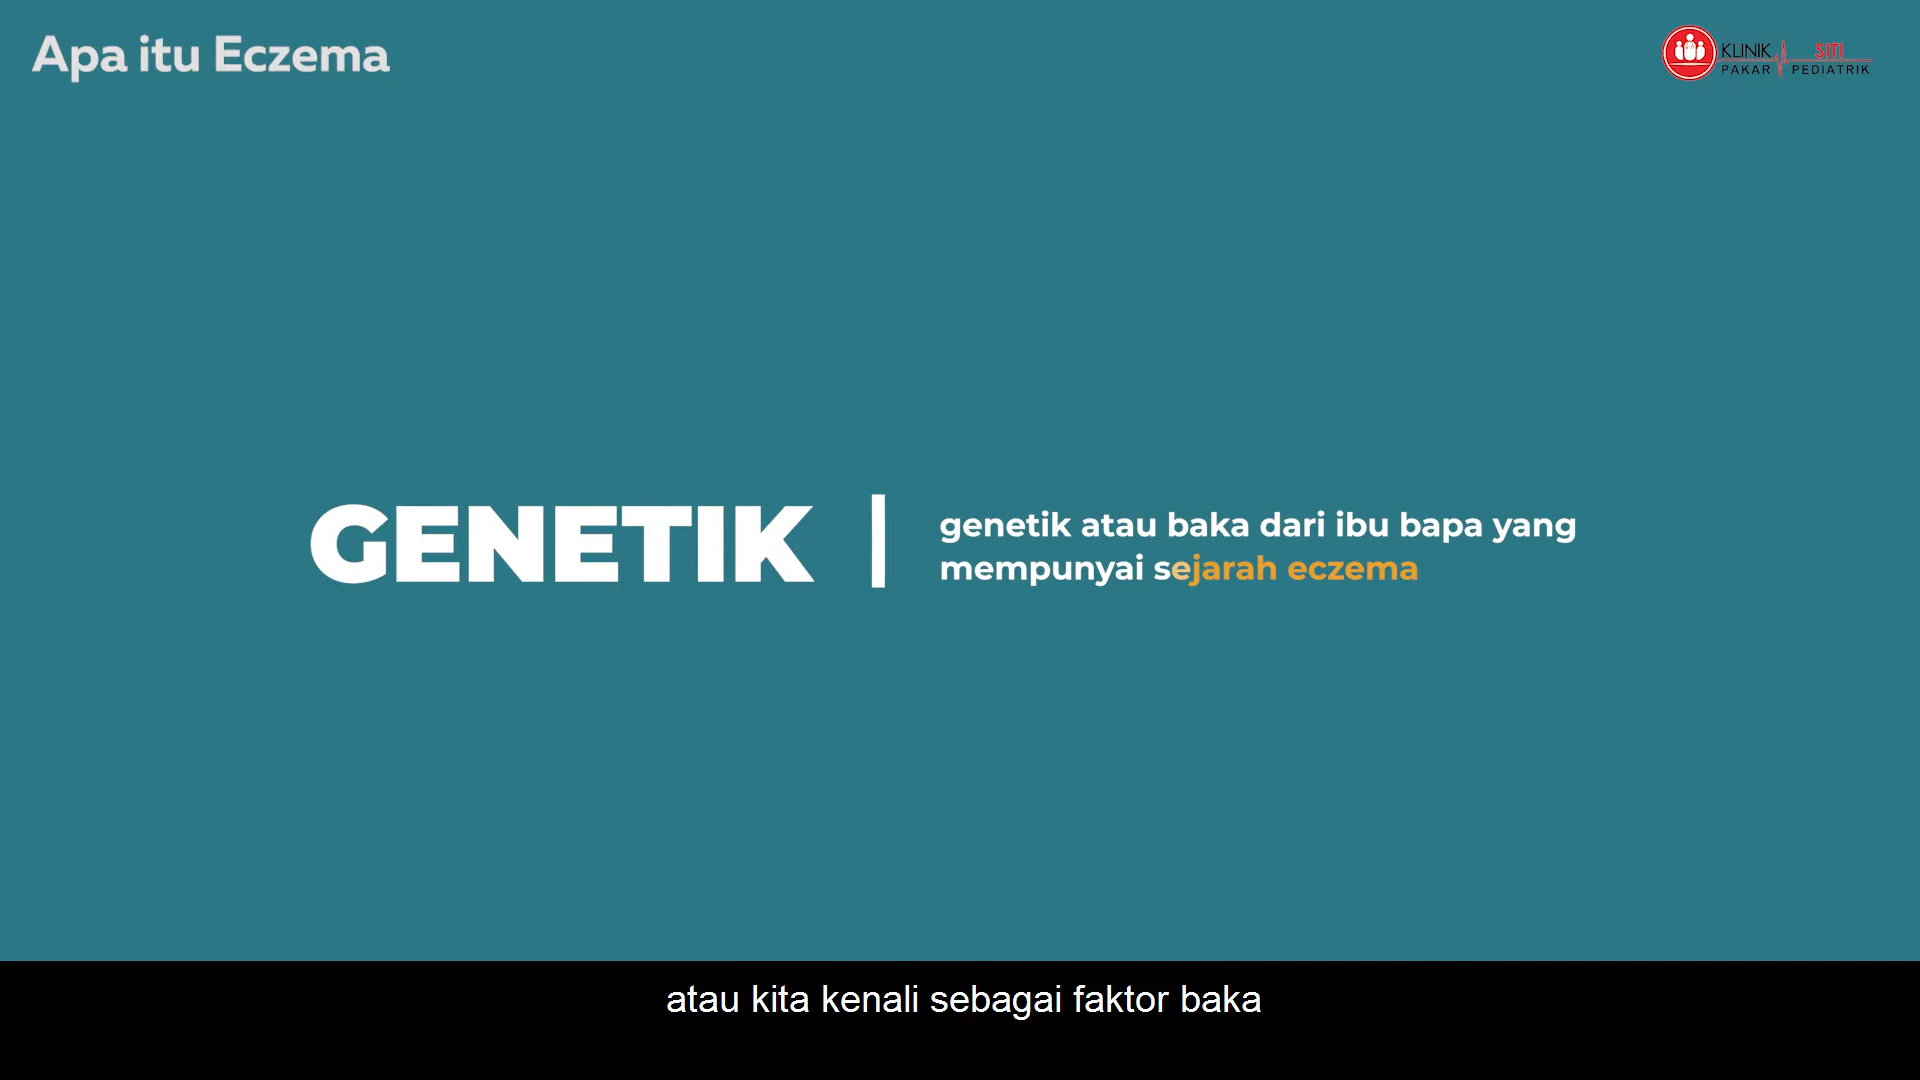 Apa itu Eczema
KLINIK SITI
PAKAR PEDIATRIK
GENETIK
genetik atau baka dari ibu bapa yang
mempunyai sejarah eczema
atau kita kenali sebagai faktor baka